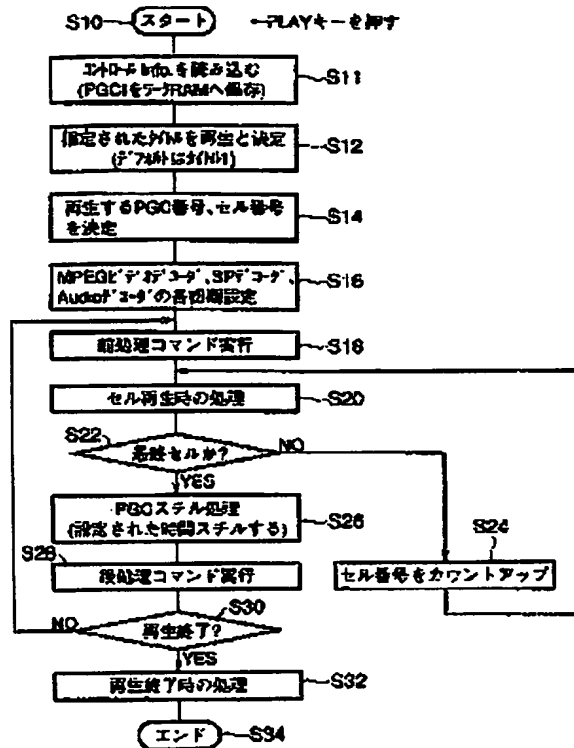 S10 スタート ←PLAYキーを押す
コントロールInfo.を読み込む
(PGCIをデータRAMへ保存)
S11
指定されたタイトルを再生と決定
(デフォルトはタイトル1)
S12
再生するPGC番号、セル番号
を決定
S14
MPEGビデオデコーダ、SPデコーダ、
Audioデコーダの各初期設定
S16
前処理コマンド実行 S18
セル再生時の処理 S20
S22
最終セルか? NO
YES
PGCステル処理
(設定された時間スチルする)
S26
S24
セル番号をカウントアップ
S28
段処理コマンド実行
S30
NO 再生終了?
YES
再生終了時の処理 S32
エンド S34